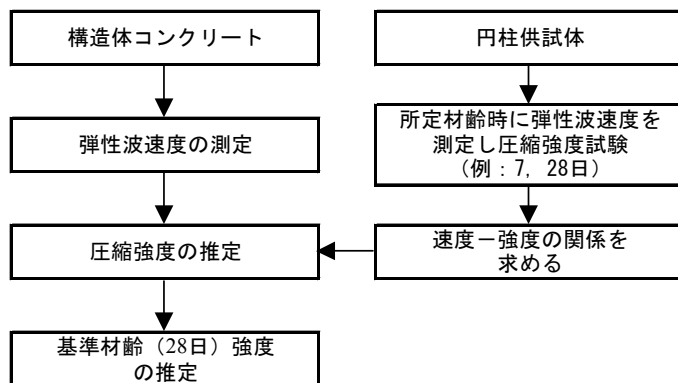 構造体コンクリート
円柱供試体
弾性波速度の測定
所定材齢時に弾性波速度を
測定し圧縮強度試験
（例：7，28日）
圧縮強度の推定
速度－強度の関係を
求める
基準材齢（28日）強度
の推定